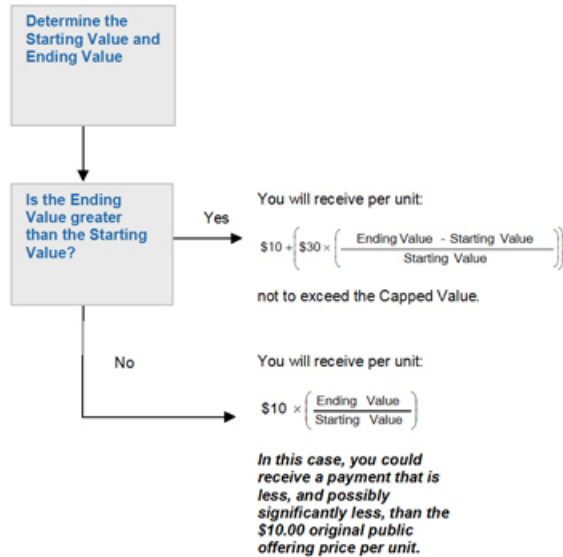 Determine the
Starting Value and
Ending Value
Is the Ending
Value greater
than the Starting
Value?
Yes
You will receive per unit:
$10 + ( $30 × ( Ending Value - Starting Value
Starting Value ) )
not to exceed the Capped Value.
No
You will receive per unit:
$10 × ( Ending Value
Starting Value )
In this case, you could
receive a payment that is
less, and possibly
significantly less, than the
$10.00 original public
offering price per unit.